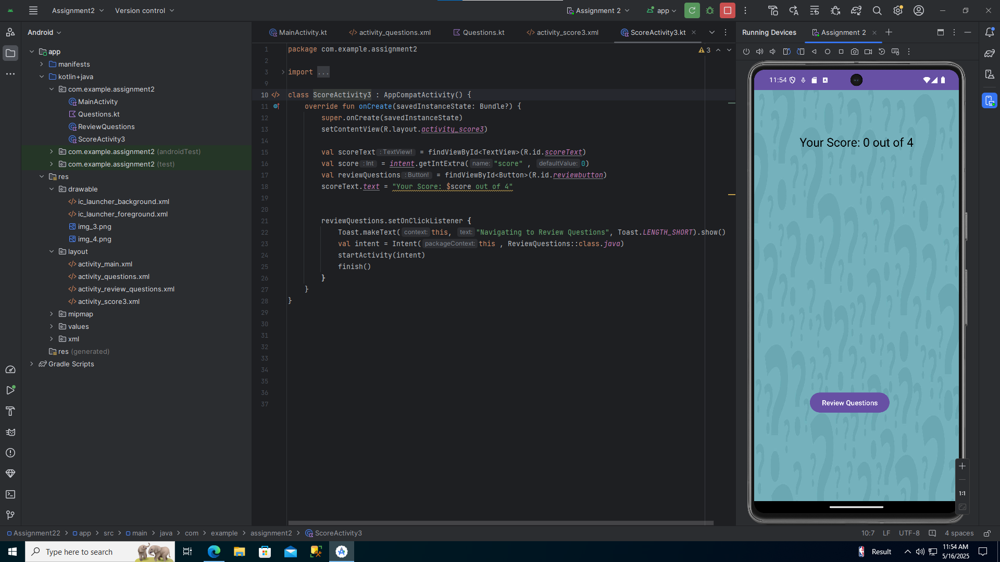 Assignment2 Version control Assignment 2 app
Android
app
manifests
kotlin+java
com.example.assignment2
MainActivity
Questions.kt
ReviewQuestions
ScoreActivity3
com.example.assignment2 (androidTest)
com.example.assignment2 (test)
res
drawable
ic_launcher_background.xml
ic_launcher_foreground.xml
img_3.png
img_4.png
layout
activity_main.xml
activity_questions.xml
activity_review_questions.xml
activity_score3.xml
mipmap
values
xml
res (generated)
Gradle Scripts
MainActivity.kt activity_questions.xml Questions.kt activity_score3.xml ScoreActivity3.kt
3
1 package com.example.assignment2
2
3 import ...
9
10 class ScoreActivity3 : AppCompatActivity() {
11 override fun onCreate(savedInstanceState: Bundle?) {
12 super.onCreate(savedInstanceState)
13 setContentView(R.layout.activity_score3)
14
15 val scoreText : TextView! = findViewById<TextView>(R.id.scoreText)
16 val score : Int = intent.getIntExtra( name: "score" , defaultValue: 0)
17 val reviewQuestions : Button! = findViewById<Button>(R.id.reviewbutton)
18 scoreText.text = "Your Score: $score out of 4"
19
20
21 reviewQuestions.setOnClickListener {
22 Toast.makeText( context: this, text: "Navigating to Review Questions", Toast.LENGTH_SHORT).show()
23 val intent = Intent( packageContext: this , ReviewQuestions::class.java)
24 startActivity(intent)
25 finish()
26 }
27 }
28 }
29
30
31
32
33
34
35
36
37
Running Devices Assignment 2
11:54
Your Score: 0 out of 4
Review Questions
1:1
Assignment22 > app > src > main > java > com > example > assignment2 > ScoreActivity3
10:7 LF UTF-8 4 spaces
Type here to search
Result
11:54 AM
5/16/2025